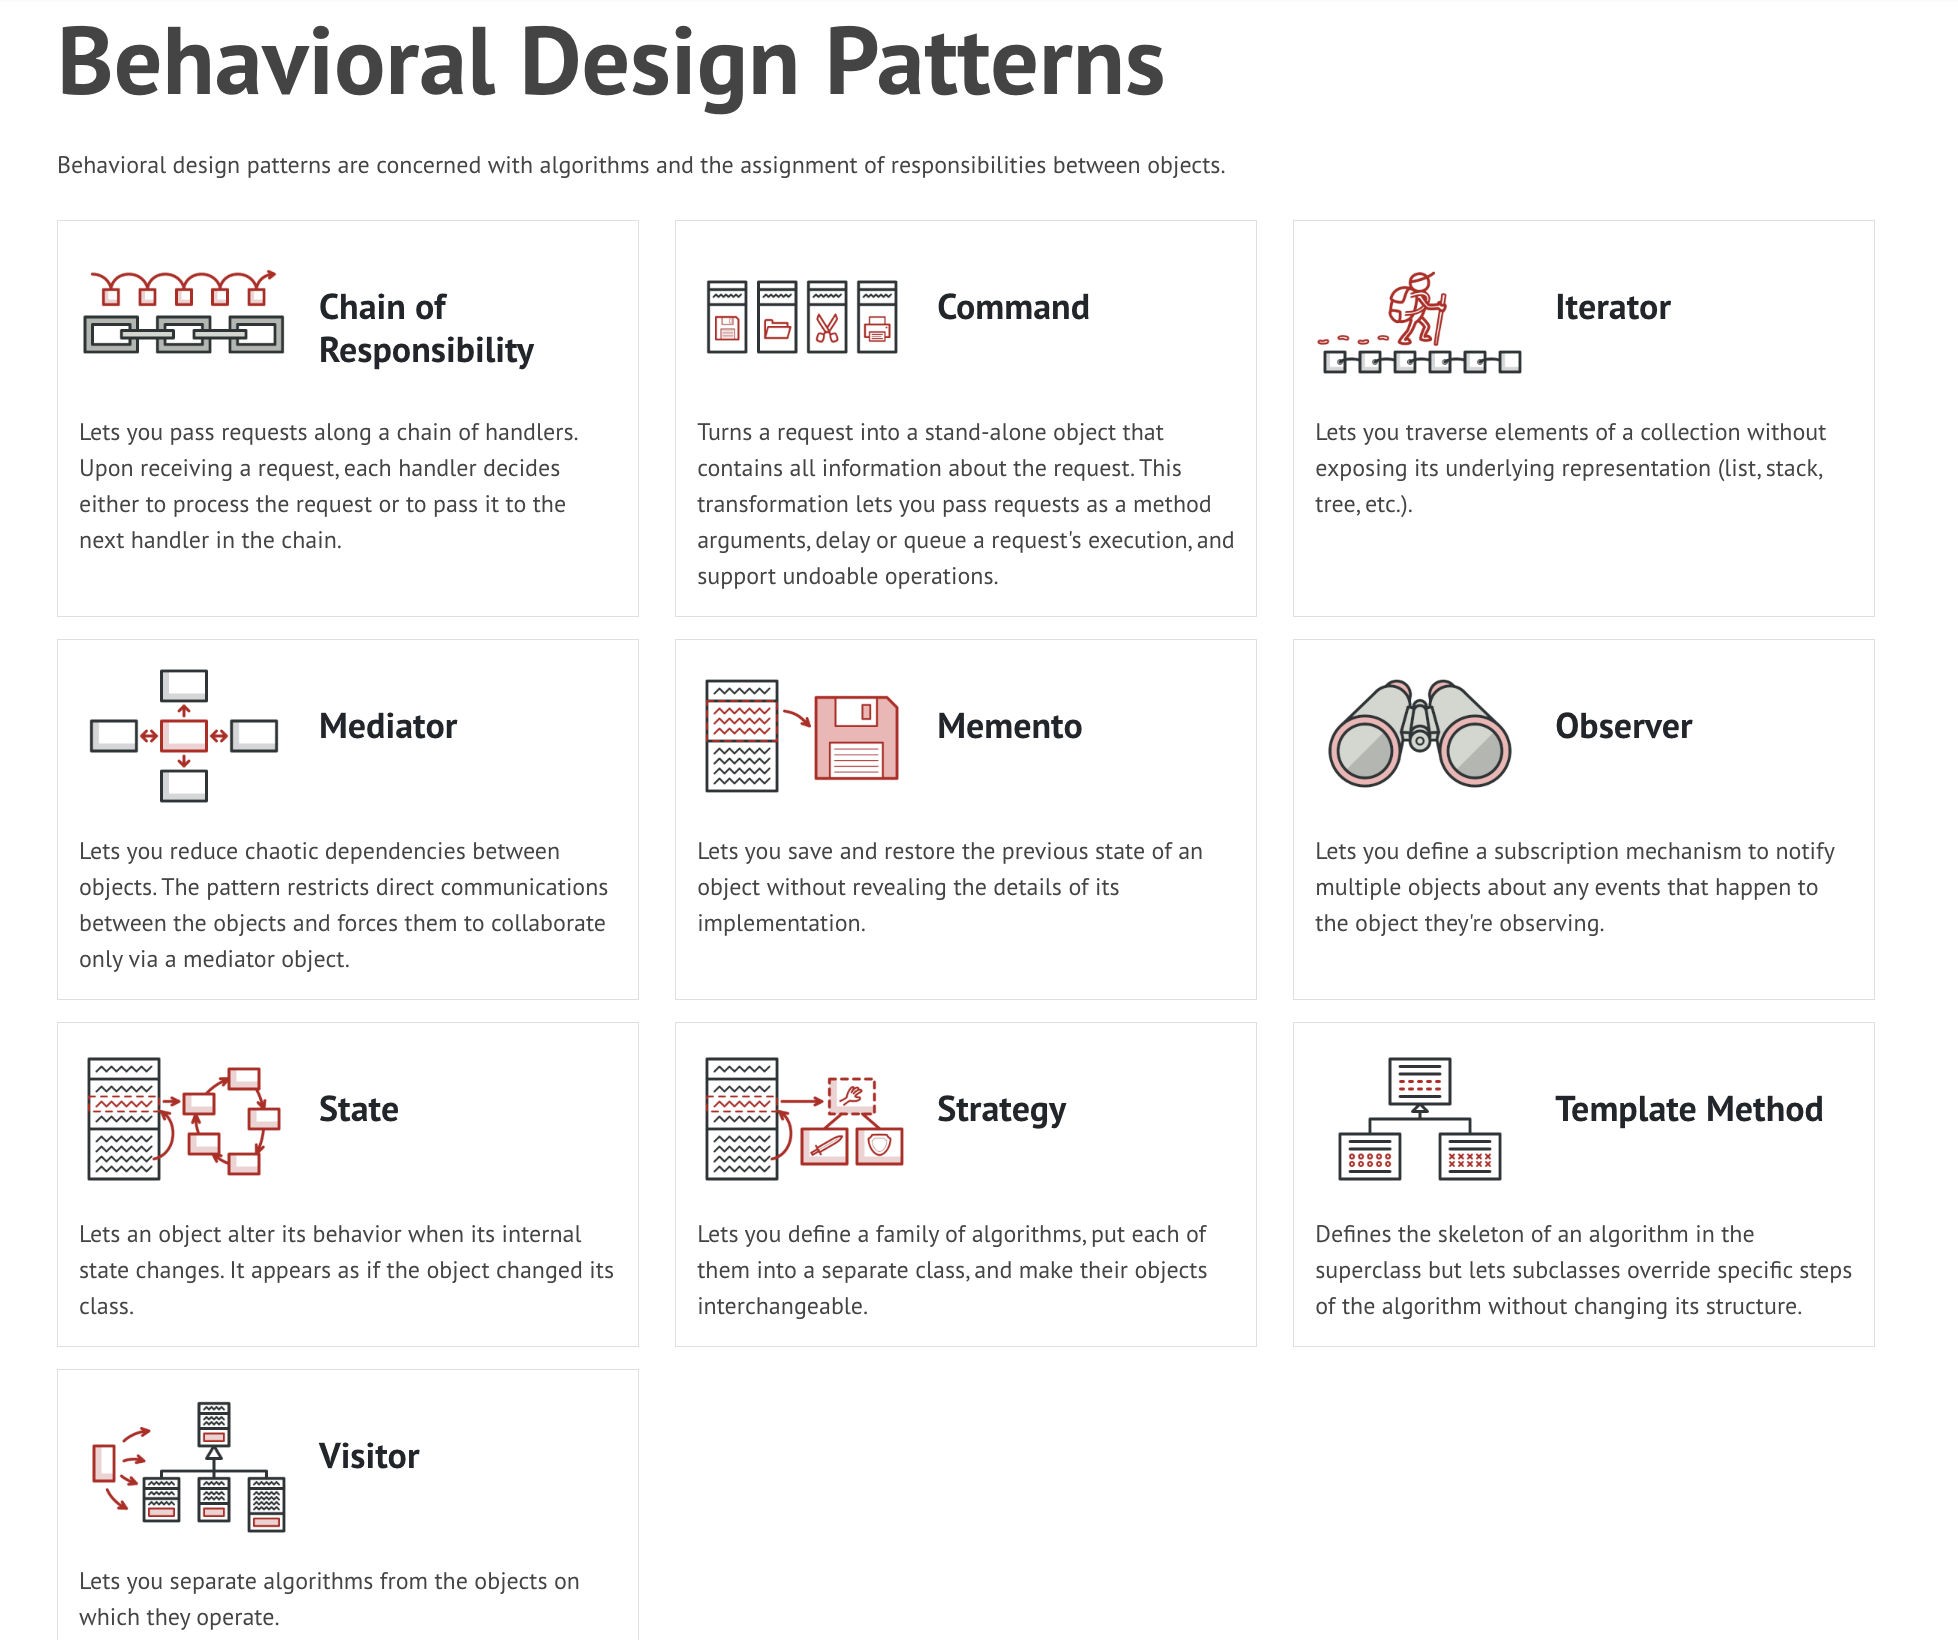 Behavioral Design Patterns
Behavioral design patterns are concerned with algorithms and the assignment of responsibilities between objects.
Chain of
Responsibility
Lets you pass requests along a chain of handlers.
Upon receiving a request, each handler decides
either to process the request or to pass it to the
next handler in the chain.
Command
Turns a request into a stand-alone object that
contains all information about the request. This
transformation lets you pass requests as a method
arguments, delay or queue a request's execution, and
support undoable operations.
Iterator
Lets you traverse elements of a collection without
exposing its underlying representation (list, stack,
tree, etc.).
Mediator
Lets you reduce chaotic dependencies between
objects. The pattern restricts direct communications
between the objects and forces them to collaborate
only via a mediator object.
Memento
Lets you save and restore the previous state of an
object without revealing the details of its
implementation.
Observer
Lets you define a subscription mechanism to notify
multiple objects about any events that happen to
the object they're observing.
State
Lets an object alter its behavior when its internal
state changes. It appears as if the object changed its
class.
Strategy
Lets you define a family of algorithms, put each of
them into a separate class, and make their objects
interchangeable.
Template Method
Defines the skeleton of an algorithm in the
superclass but lets subclasses override specific steps
of the algorithm without changing its structure.
Visitor
Lets you separate algorithms from the objects on
which they operate.